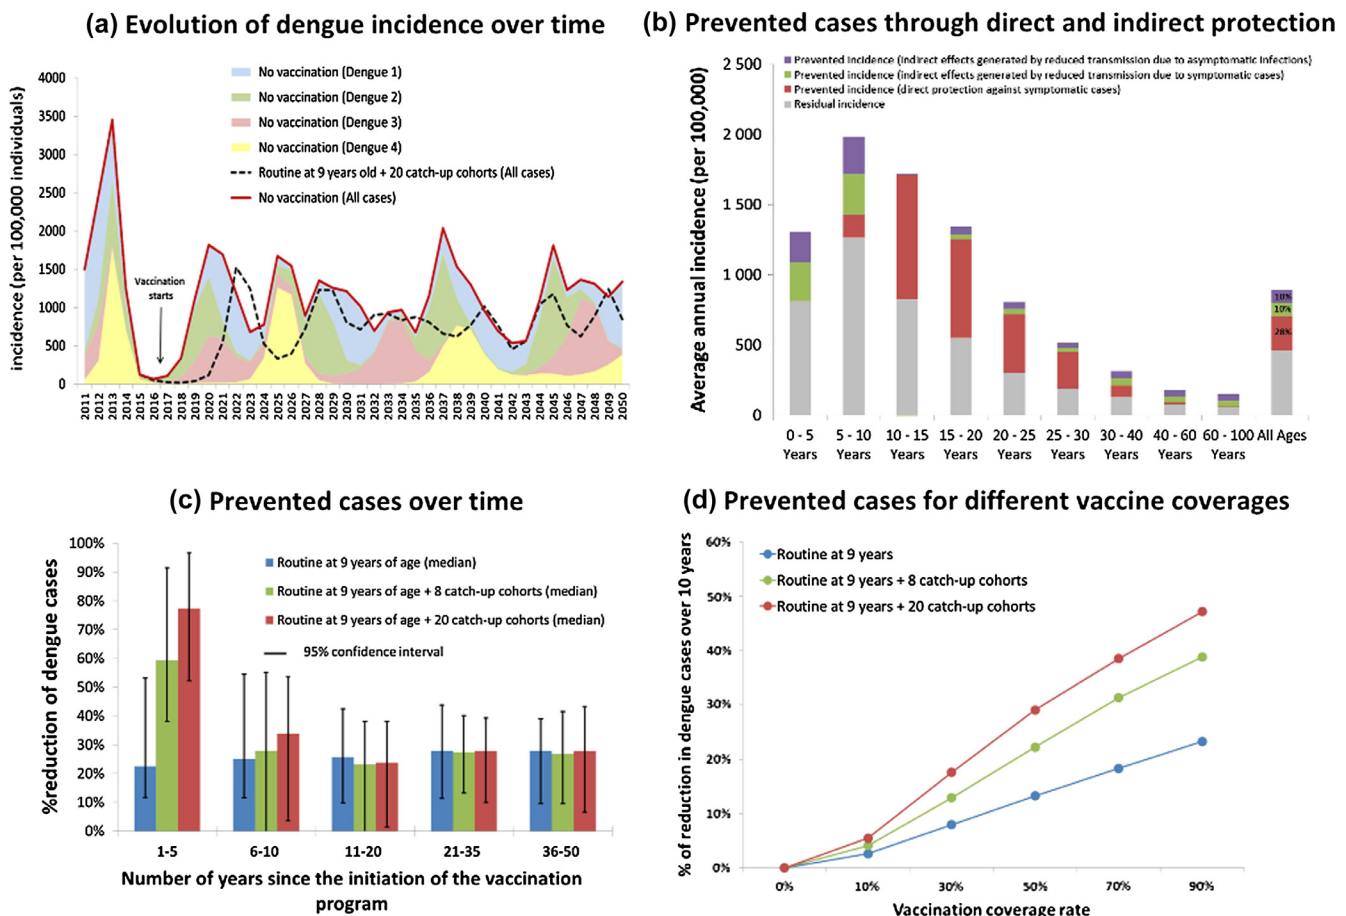 (a) Evolution of dengue incidence over time
incidence (per 100,000 individuals)
4000
3500
3000
2500
2000
1500
1000
500
0
No vaccination (Dengue 1)
No vaccination (Dengue 2)
No vaccination (Dengue 3)
No vaccination (Dengue 4)
Routine at 9 years old + 20 catch-up cohorts (All cases)
No vaccination (All cases)
Vaccination
starts
2011 2012 2013 2014 2015 2016 2017 2018 2019 2020 2021 2022 2023 2024 2025 2026 2027 2028 2029 2030 2031 2032 2033 2034 2035 2036 2037 2038 2039 2040 2041 2042 2043 2044 2045 2046 2047 2048 2049 2050
(b) Prevented cases through direct and indirect protection
Average annual incidence (per 100,000)
2 500
2 000
1 500
1 000
500
0
Prevented incidence (indirect effects generated by reduced transmission due to asymptomatic infections)
Prevented incidence (indirect effects generated by reduced transmission due to symptomatic cases)
Prevented incidence (direct protection against symptomatic cases)
Residual incidence
10%
10%
28%
0 - 5 5 - 10 10 - 15 15 - 20 20 - 25 25 - 30 30 - 40 40 - 60 60 - 100 All Ages
Years Years Years Years Years Years Years Years Years
(c) Prevented cases over time
%reduction of dengue cases
100%
90%
80%
70%
60%
50%
40%
30%
20%
10%
0%
Routine at 9 years of age (median)
Routine at 9 years of age + 8 catch-up cohorts (median)
Routine at 9 years of age + 20 catch-up cohorts (median)
95% confidence interval
1-5 6-10 11-20 21-35 36-50
Number of years since the initiation of the vaccination
program
(d) Prevented cases for different vaccine coverages
% of reduction in dengue cases over 10 years
60%
50%
40%
30%
20%
10%
0%
Routine at 9 years
Routine at 9 years + 8 catch-up cohorts
Routine at 9 years + 20 catch-up cohorts
0% 10% 30% 50% 70% 90%
Vaccination coverage rate